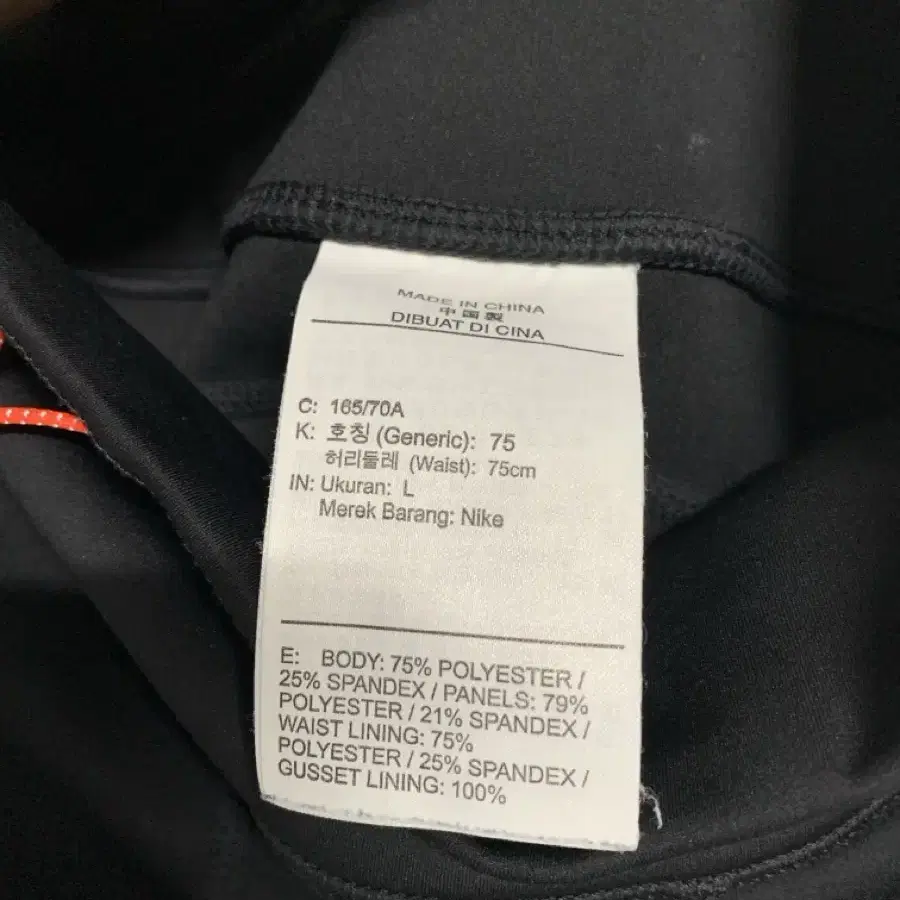 MADE IN CHINA
中国製
DIBUAT DI CINA
C: 165/70A
K: 호칭 (Generic): 75
허리둘레 (Waist): 75cm
IN: Ukuran: L
Merek Barang: Nike
E: BODY: 75% POLYESTER /
25% SPANDEX / PANELS: 79%
POLYESTER / 21% SPANDEX /
WAIST LINING: 75%
POLYESTER / 25% SPANDEX /
GUSSET LINING: 100%